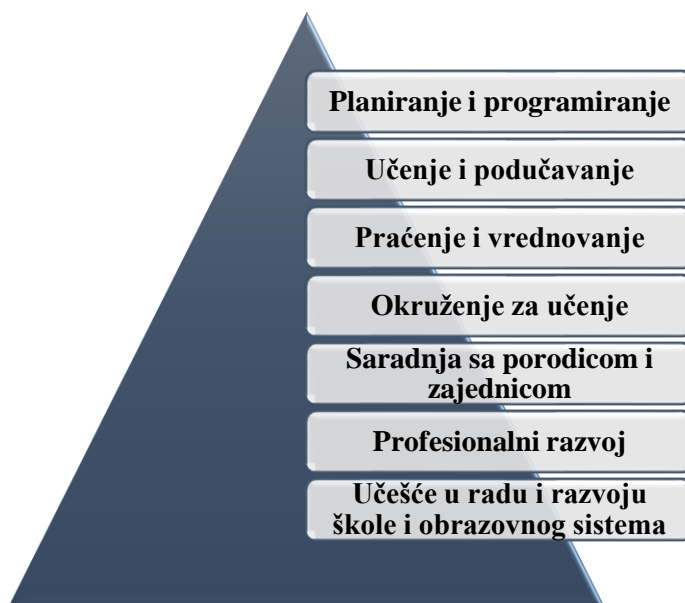 Planiranje i programiranje
Učenje i podučavanje
Praćenje i vrednovanje
Okruženje za učenje
Saradnja sa porodicom i
zajednicom
Profesionalni razvoj
Učešće u radu i razvoju
škole i obrazovnog sistema